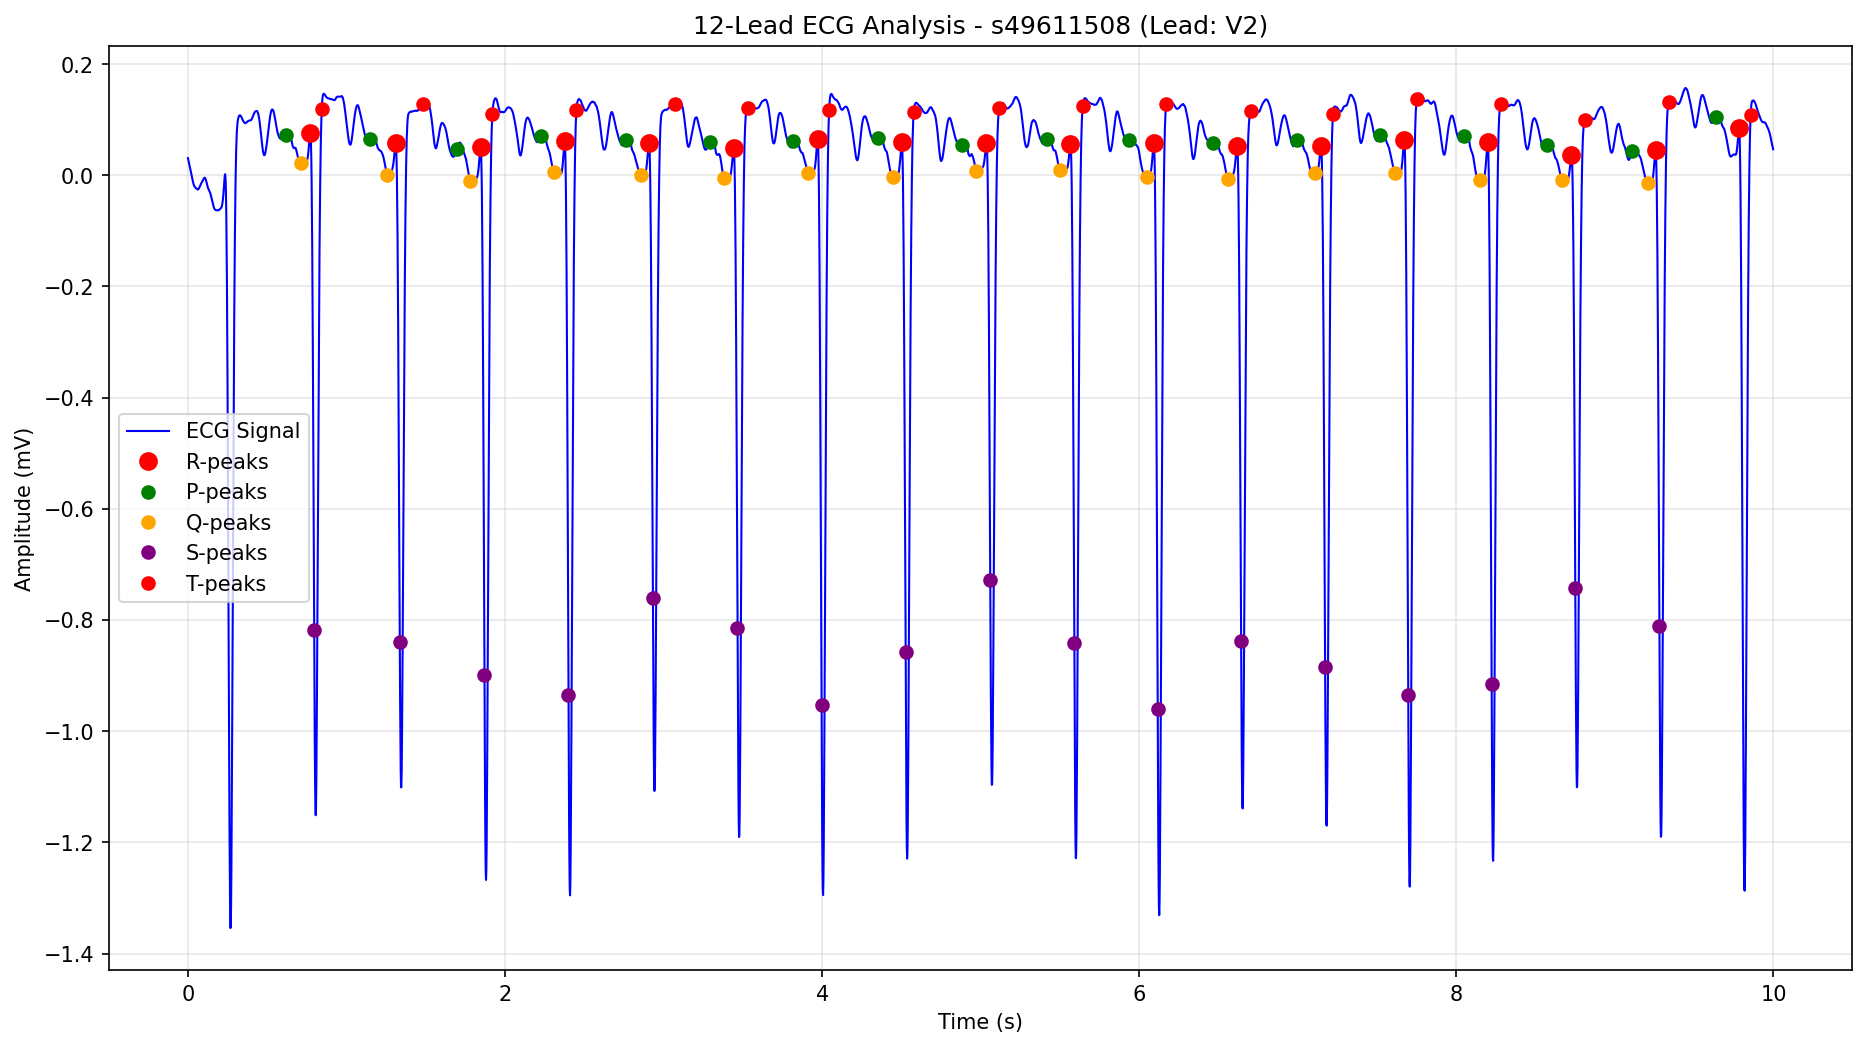 12-Lead ECG Analysis - s49611508 (Lead: V2)
0.2
0.0
−0.2
−0.4
−0.6
−0.8
−1.0
−1.2
−1.4
Amplitude (mV)
ECG Signal
R-peaks
P-peaks
Q-peaks
S-peaks
T-peaks
0 2 4 6 8 10
Time (s)